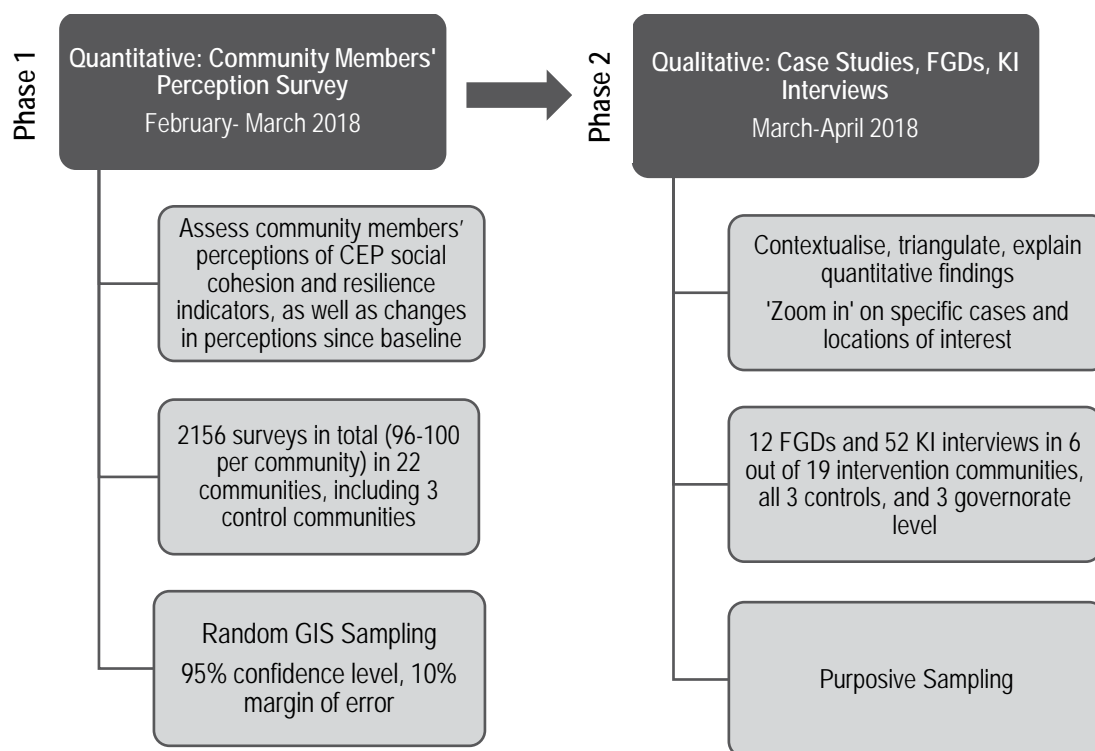 Phase 1
Quantitative: Community Members'
Perception Survey
February- March 2018
Assess community members'
perceptions of CEP social
cohesion and resilience
indicators, as well as changes
in perceptions since baseline
2156 surveys in total (96-100
per community) in 22
communities, including 3
control communities
Random GIS Sampling
95% confidence level, 10%
margin of error
Phase 2
Qualitative: Case Studies, FGDs, KI
Interviews
March-April 2018
Contextualise, triangulate, explain
quantitative findings
'Zoom in' on specific cases and
locations of interest
12 FGDs and 52 KI interviews in 6
out of 19 intervention communities,
all 3 controls, and 3 governorate
level
Purposive Sampling